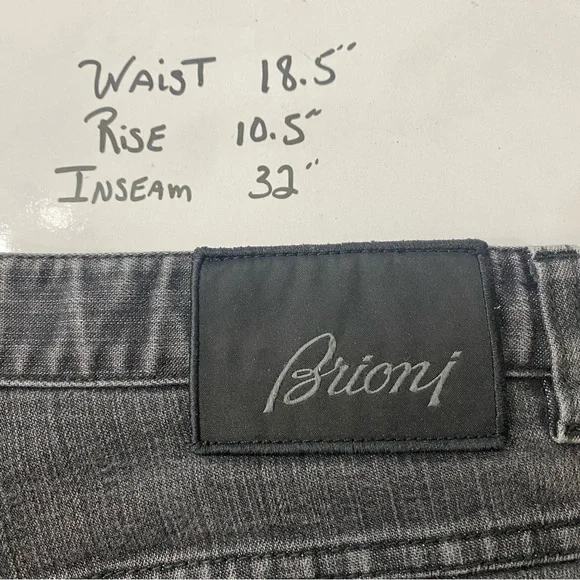 WAIST 18.5"
RISE 10.5"
INSEAM 32"
Brioni